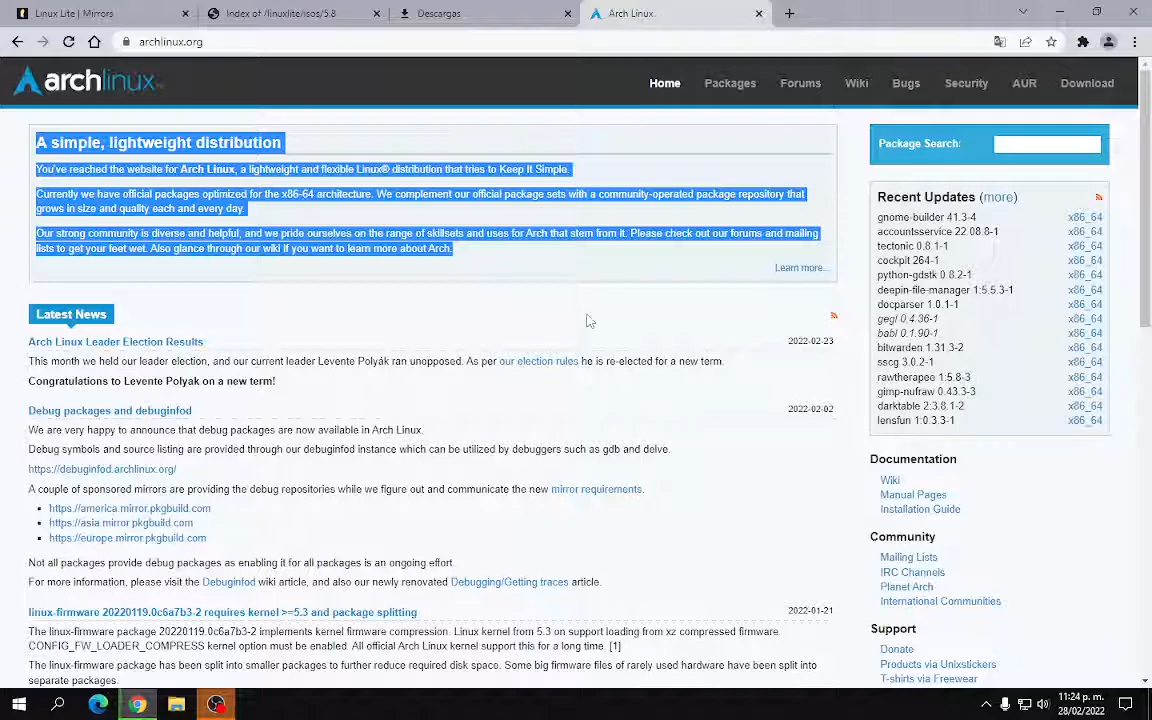 Linux Lite | Mirrors
Index of /linuxlite/isos/5.8
Descargas
Arch Linux
archlinux.org
archlinux
Home
Packages
Forums
Wiki
Bugs
Security
AUR
Download
A simple, lightweight distribution
You've reached the website for Arch Linux, a lightweight and flexible Linux® distribution that tries to Keep It Simple.
Currently we have official packages optimized for the x86-64 architecture. We complement our official package sets with a community-operated package repository that
grows in size and quality each and every day.
Our strong community is diverse and helpful, and we pride ourselves on the range of skillsets and uses for Arch that stem from it. Please check out our forums and mailing
lists to get your feet wet. Also glance through our wiki if you want to learn more about Arch.
Learn more...
Package Search:
Recent Updates (more)
gnome-builder 41.3-4 x86_64
accountsservice 22.08.8-1 x86_64
tectonic 0.8.1-1 x86_64
cockpit 264-1 x86_64
python-gdstk 0.8.2-1 x86_64
deepin-file-manager 1:5.5.3-1 x86_64
docparser 1.0.1-1 x86_64
gegl 0.4.36-1 x86_64
babl 0.1.90-1 x86_64
bitwarden 1.31.3-2 x86_64
sscg 3.0.2-1 x86_64
rawtherapee 1:5.8-3 x86_64
gimp-nufraw 0.43.3-3 x86_64
darktable 2:3.8.1-2 x86_64
lensfun 1:0.3.3-1 x86_64
Latest News
Arch Linux Leader Election Results 2022-02-23
This month we held our leader election, and our current leader Levente Polyák ran unopposed. As per our election rules he is re-elected for a new term.
Congratulations to Levente Polyak on a new term!
Debug packages and debuginfod 2022-02-02
We are very happy to announce that debug packages are now available in Arch Linux.
Debug symbols and source listing are provided through our debuginfod instance which can be utilized by debuggers such as gdb and delve.
https://debuginfod.archlinux.org/
A couple of sponsored mirrors are providing the debug repositories while we figure out and communicate the new mirror requirements.
https://america.mirror.pkgbuild.com
https://asia.mirror.pkgbuild.com
https://europe.mirror.pkgbuild.com
Not all packages provide debug packages as enabling it for all packages is an ongoing effort.
For more information, please visit the Debuginfod wiki article, and also our newly renovated Debugging/Getting traces article.
linux-firmware 20220119.0c6a7b3-2 requires kernel >=5.3 and package splitting 2022-01-21
The linux-firmware package 20220119.0c6a7b3-2 implements kernel firmware compression. Linux kernel from 5.3 on support loading from xz compressed firmware.
CONFIG_FW_LOADER_COMPRESS kernel option must be enabled. All official Arch Linux kernel support this for a long time. [1]
The linux-firmware package has been split into smaller packages to further reduce required disk space. Some big firmware files of rarely used hardware have been split into
separate packages.
Documentation
Wiki
Manual Pages
Installation Guide
Community
Mailing Lists
IRC Channels
Planet Arch
International Communities
Support
Donate
Products via Unixstickers
T-shirts via Freewear
11:24 p. m.
28/02/2022